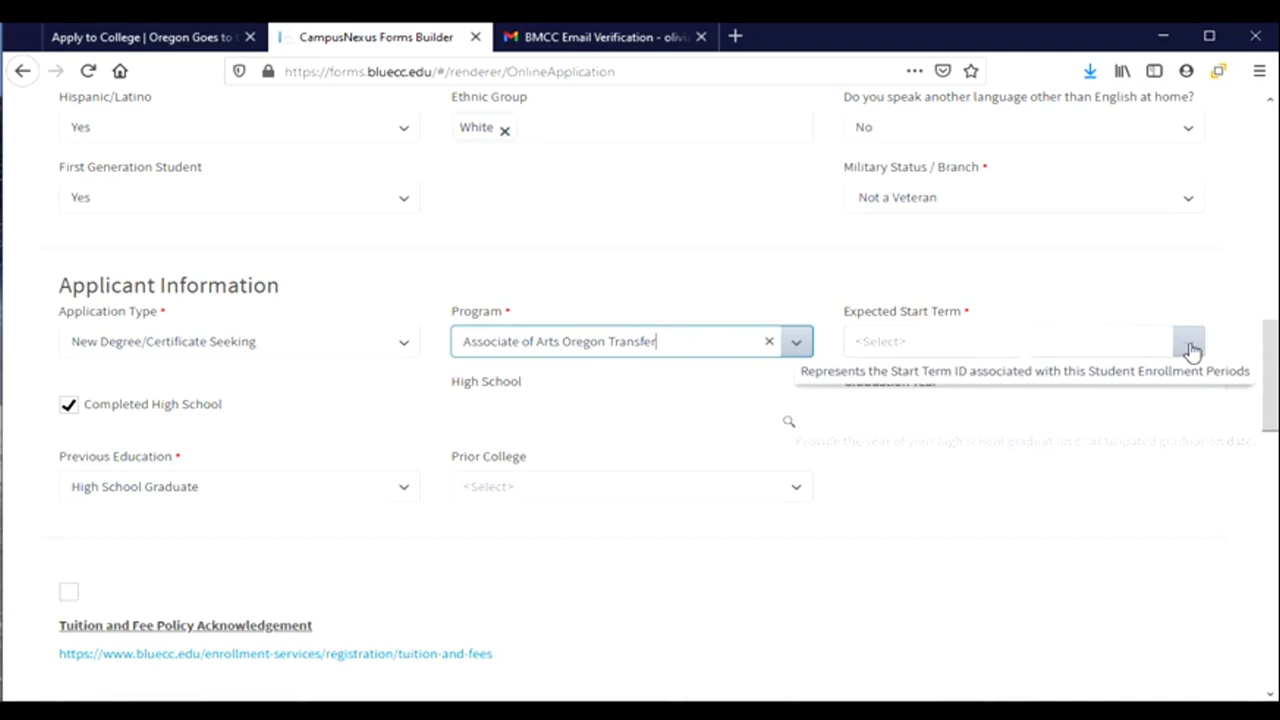 Apply to College | Oregon Goes to
CampusNexus Forms Builder
BMCC Email Verification - olivi
https://forms.bluecc.edu/#/renderer/OnlineApplication
Hispanic/Latino
Ethnic Group
Do you speak another language other than English at home?
Yes
White
No
First Generation Student
Military Status / Branch *
Yes
Not a Veteran
Applicant Information
Application Type *
Program *
Expected Start Term *
New Degree/Certificate Seeking
Associate of Arts Oregon Transfer
<Select>
Represents the Start Term ID associated with this Student Enrollment Periods
High School
Graduation Year
Completed High School
Provide the year of your high school graduation or anticipated graduation date.
Previous Education *
Prior College
High School Graduate
<Select>
Tuition and Fee Policy Acknowledgement
https://www.bluecc.edu/enrollment-services/registration/tuition-and-fees